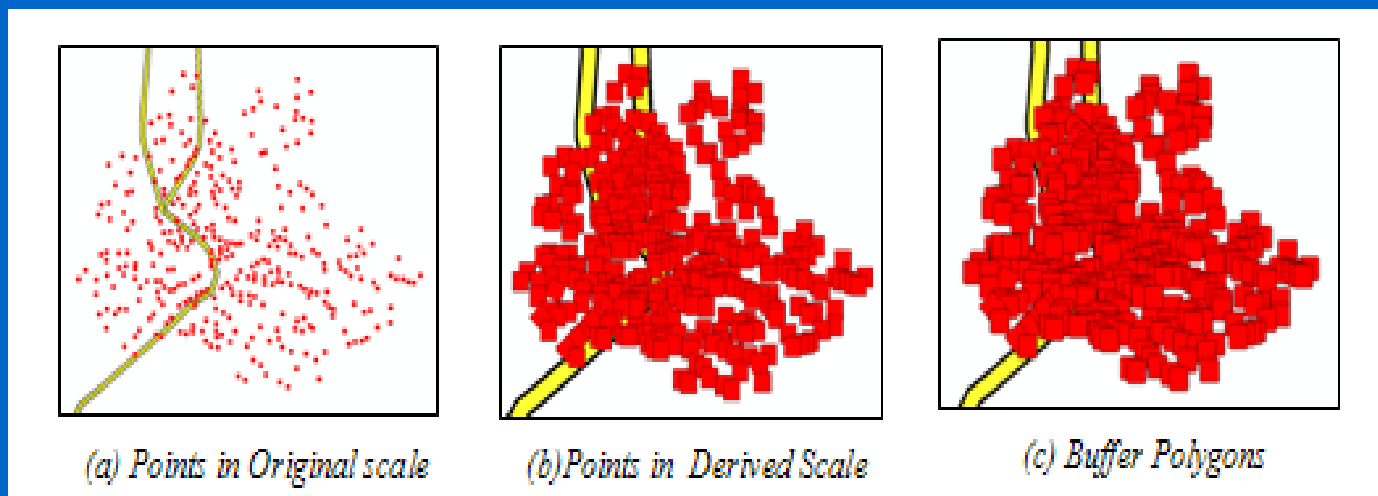 (a) Points in Original scale
(b)Points in Derived Scale
(c) Buffer Polygons